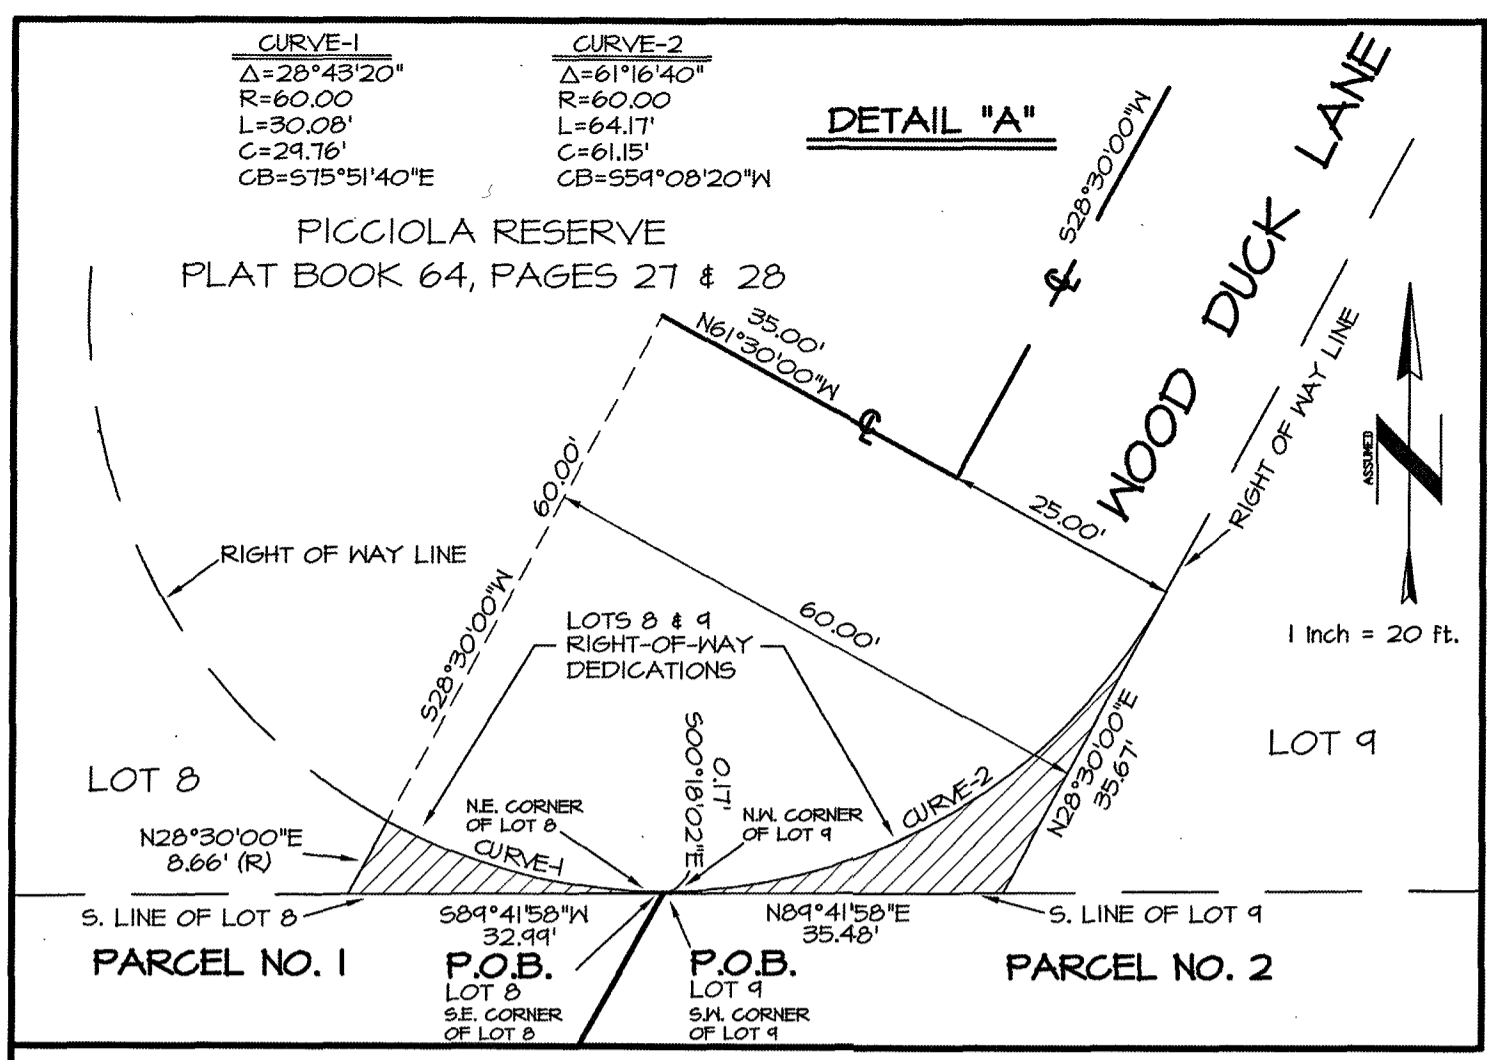 CURVE-1
Δ=28°43'20"
R=60.00
L=30.08'
C=29.76'
CB=S75°51'40"E
CURVE-2
Δ=61°16'40"
R=60.00
L=64.17'
C=61.15'
CB=S59°08'20"W
DETAIL "A"
PICCIOLA RESERVE
PLAT BOOK 64, PAGES 27 & 28
S28°30'00"W
℄
WOOD DUCK LANE
35.00'
N61°30'00"W
℄
25.00'
RIGHT OF WAY LINE
ASSUMED
N
1 Inch = 20 ft.
60.00'
S28°30'00"W
RIGHT OF WAY LINE
60.00'
LOTS 8 & 9
RIGHT-OF-WAY
DEDICATIONS
LOT 8
LOT 9
N28°30'00"E
8.66' (R)
N.E. CORNER
OF LOT 8
CURVE-1
0.17'
S00°18'02"E
N.W. CORNER
OF LOT 9
CURVE-2
N28°30'00"E
35.67'
S. LINE OF LOT 8
S89°41'58"W
32.99'
N89°41'58"E
35.48'
S. LINE OF LOT 9
PARCEL NO. 1
P.O.B.
LOT 8
S.E. CORNER
OF LOT 8
P.O.B.
LOT 9
S.W. CORNER
OF LOT 9
PARCEL NO. 2